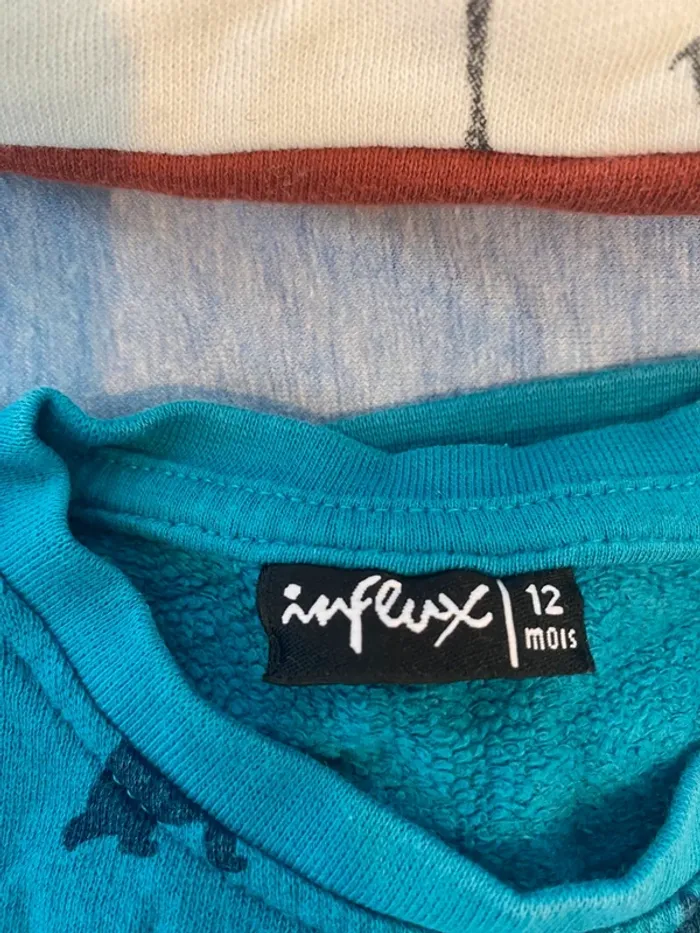 influx | 12
mois